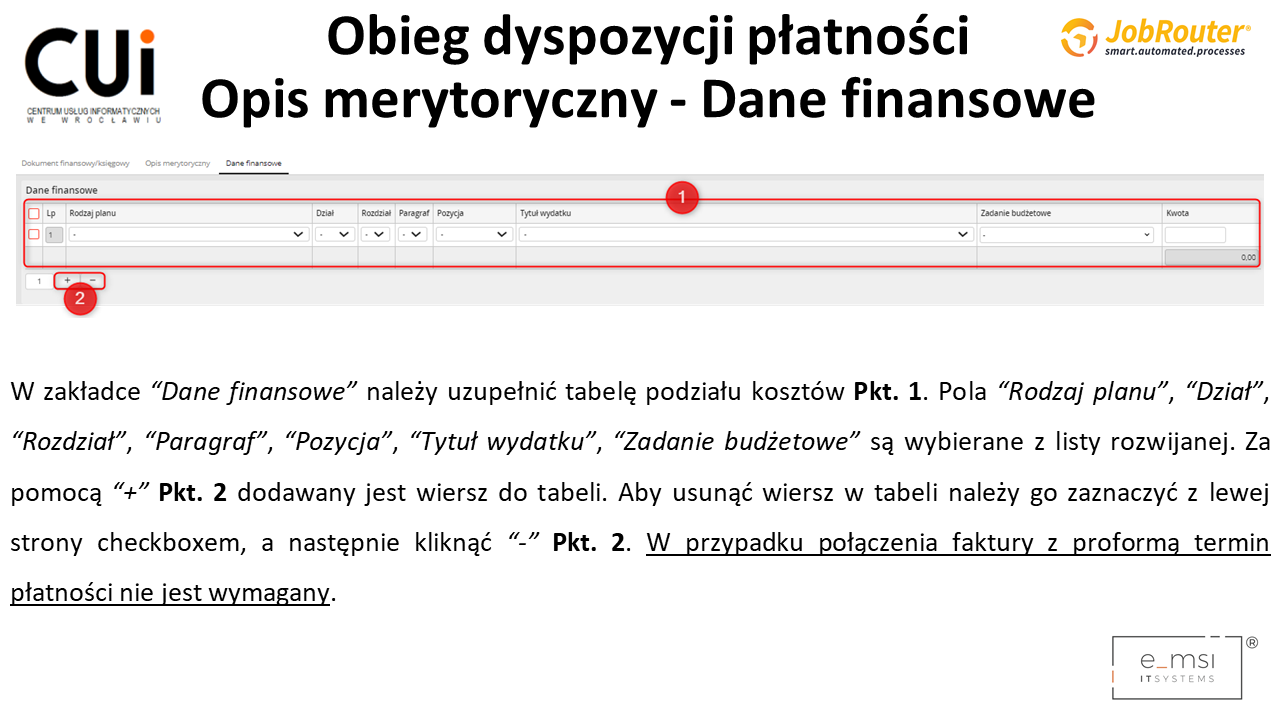 CUi
CENTRUM USŁUG INFORMATYCZNYCH
WE WROCŁAWIU
Obieg dyspozycji płatności
Opis merytoryczny - Dane finansowe
JobRouter®
smart.automated.processes
Dokument finansowy/księgowy Opis merytoryczny Dane finansowe
Dane finansowe
1
Lp Rodzaj planu Dział Rozdział Paragraf Pozycja Tytuł wydatku Zadanie budżetowe Kwota
1 - - - - - - -
0,00
1 + −
2
W zakładce “Dane finansowe” należy uzupełnić tabelę podziału kosztów Pkt. 1. Pola “Rodzaj planu”, “Dział”,
“Rozdział”, “Paragraf”, “Pozycja”, “Tytuł wydatku”, “Zadanie budżetowe” są wybierane z listy rozwijanej. Za
pomocą “+” Pkt. 2 dodawany jest wiersz do tabeli. Aby usunąć wiersz w tabeli należy go zaznaczyć z lewej
strony checkboxem, a następnie kliknąć “-” Pkt. 2. W przypadku połączenia faktury z proformą termin
płatności nie jest wymagany.
e_msi ®
ITSYSTEMS